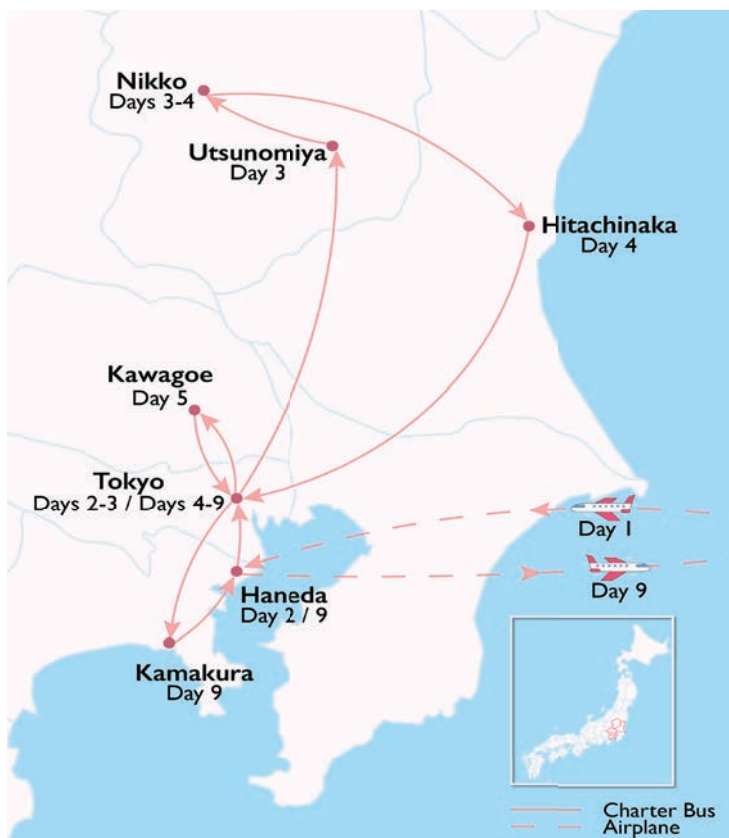 Nikko
Days 3-4
Utsunomiya
Day 3
Hitachinaka
Day 4
Kawagoe
Day 5
Tokyo
Days 2-3 / Days 4-9
Day 1
Haneda
Day 2 / 9
Day 9
Kamakura
Day 9
Charter Bus
Airplane